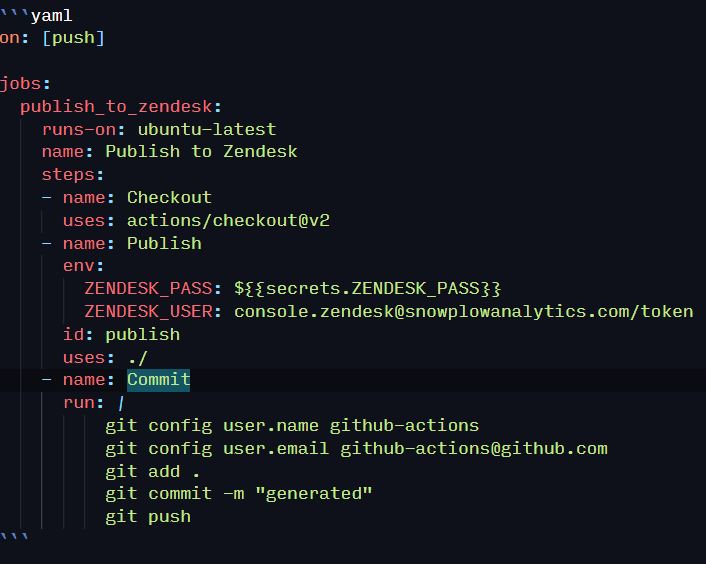 ```yaml
on: [push]

jobs:
  publish_to_zendesk:
    runs-on: ubuntu-latest
    name: Publish to Zendesk
    steps:
    - name: Checkout
      uses: actions/checkout@v2
    - name: Publish
      env:
        ZENDESK_PASS: ${{secrets.ZENDESK_PASS}}
        ZENDESK_USER: console.zendesk@snowplowanalytics.com/token
      id: publish
      uses: ./
    - name: Commit
      run: |
          git config user.name github-actions
          git config user.email github-actions@github.com
          git add .
          git commit -m "generated"
          git push
```